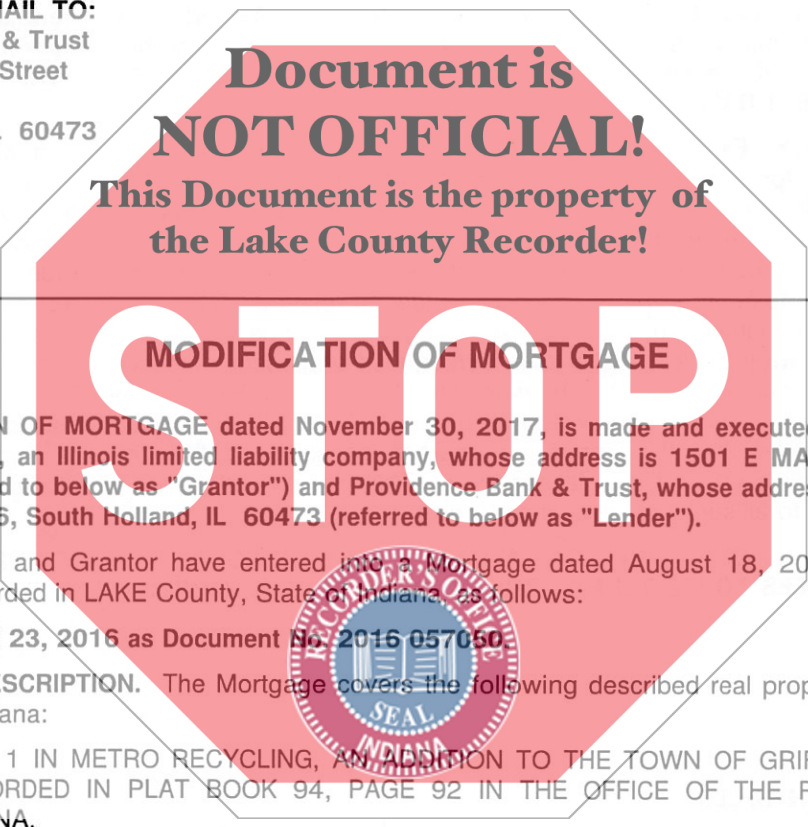 MAIL TO:
& Trust
Street
60473
Document is
NOT OFFICIAL!
This Document is the property of
the Lake County Recorder!
STOP
MODIFICATION OF MORTGAGE
N OF MORTGAGE dated November 30, 2017, is made and execute
, an Illinois limited liability company, whose address is 1501 E MA
d to below as "Grantor") and Providence Bank & Trust, whose addre
6, South Holland, IL 60473 (referred to below as "Lender").
and Grantor have entered into a Mortgage dated August 18, 20
rded in LAKE County, State of Indiana, as follows:
23, 2016 as Document No. 2016 057050.
ESCRIPTION. The Mortgage covers the following described real prop
iana:
1 IN METRO RECYCLING, AN ADDITION TO THE TOWN OF GRIF
ORDED IN PLAT BOOK 94, PAGE 92 IN THE OFFICE OF THE R
NA.
RECORDER'S OFFICE
SEAL
INDIANA